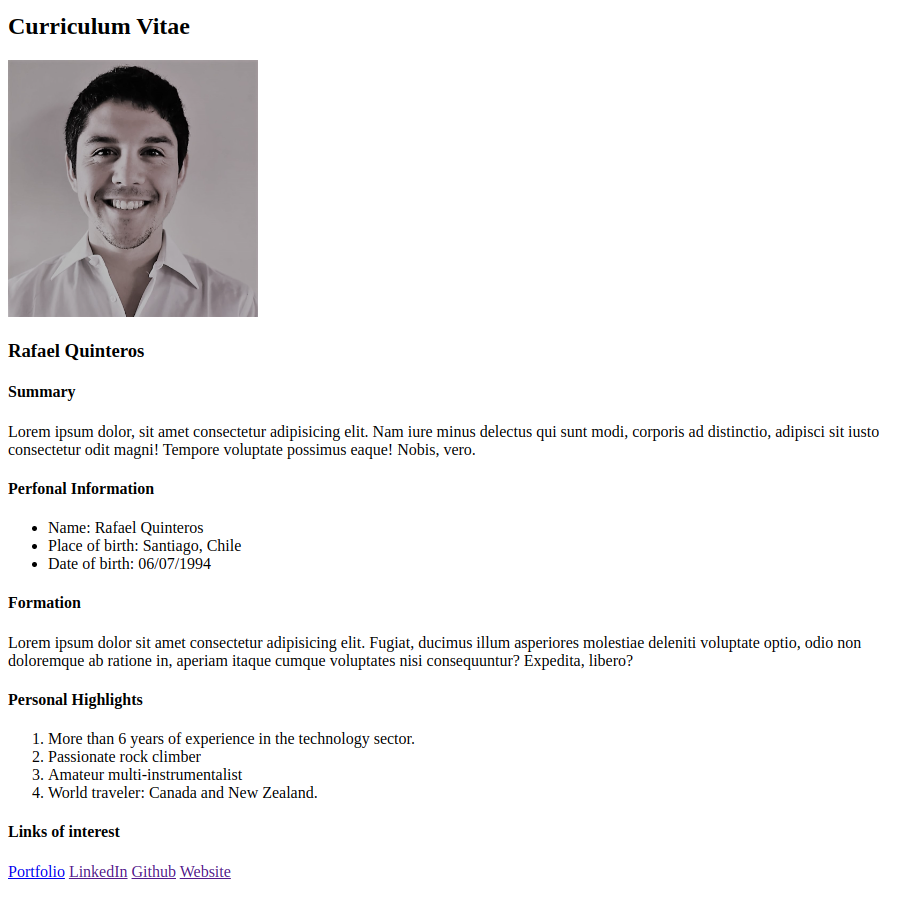 Curriculum Vitae
Rafael Quinteros
Summary
Lorem ipsum dolor, sit amet consectetur adipisicing elit. Nam iure minus delectus qui sunt modi, corporis ad distinctio, adipisci sit iusto
consectetur odit magni! Tempore voluptate possimus eaque! Nobis, vero.
Perfonal Information
• Name: Rafael Quinteros
• Place of birth: Santiago, Chile
• Date of birth: 06/07/1994
Formation
Lorem ipsum dolor sit amet consectetur adipisicing elit. Fugiat, ducimus illum asperiores molestiae deleniti voluptate optio, odio non
doloremque ab ratione in, aperiam itaque cumque voluptates nisi consequuntur? Expedita, libero?
Personal Highlights
1. More than 6 years of experience in the technology sector.
2. Passionate rock climber
3. Amateur multi-instrumentalist
4. World traveler: Canada and New Zealand.
Links of interest
Portfolio LinkedIn Github Website